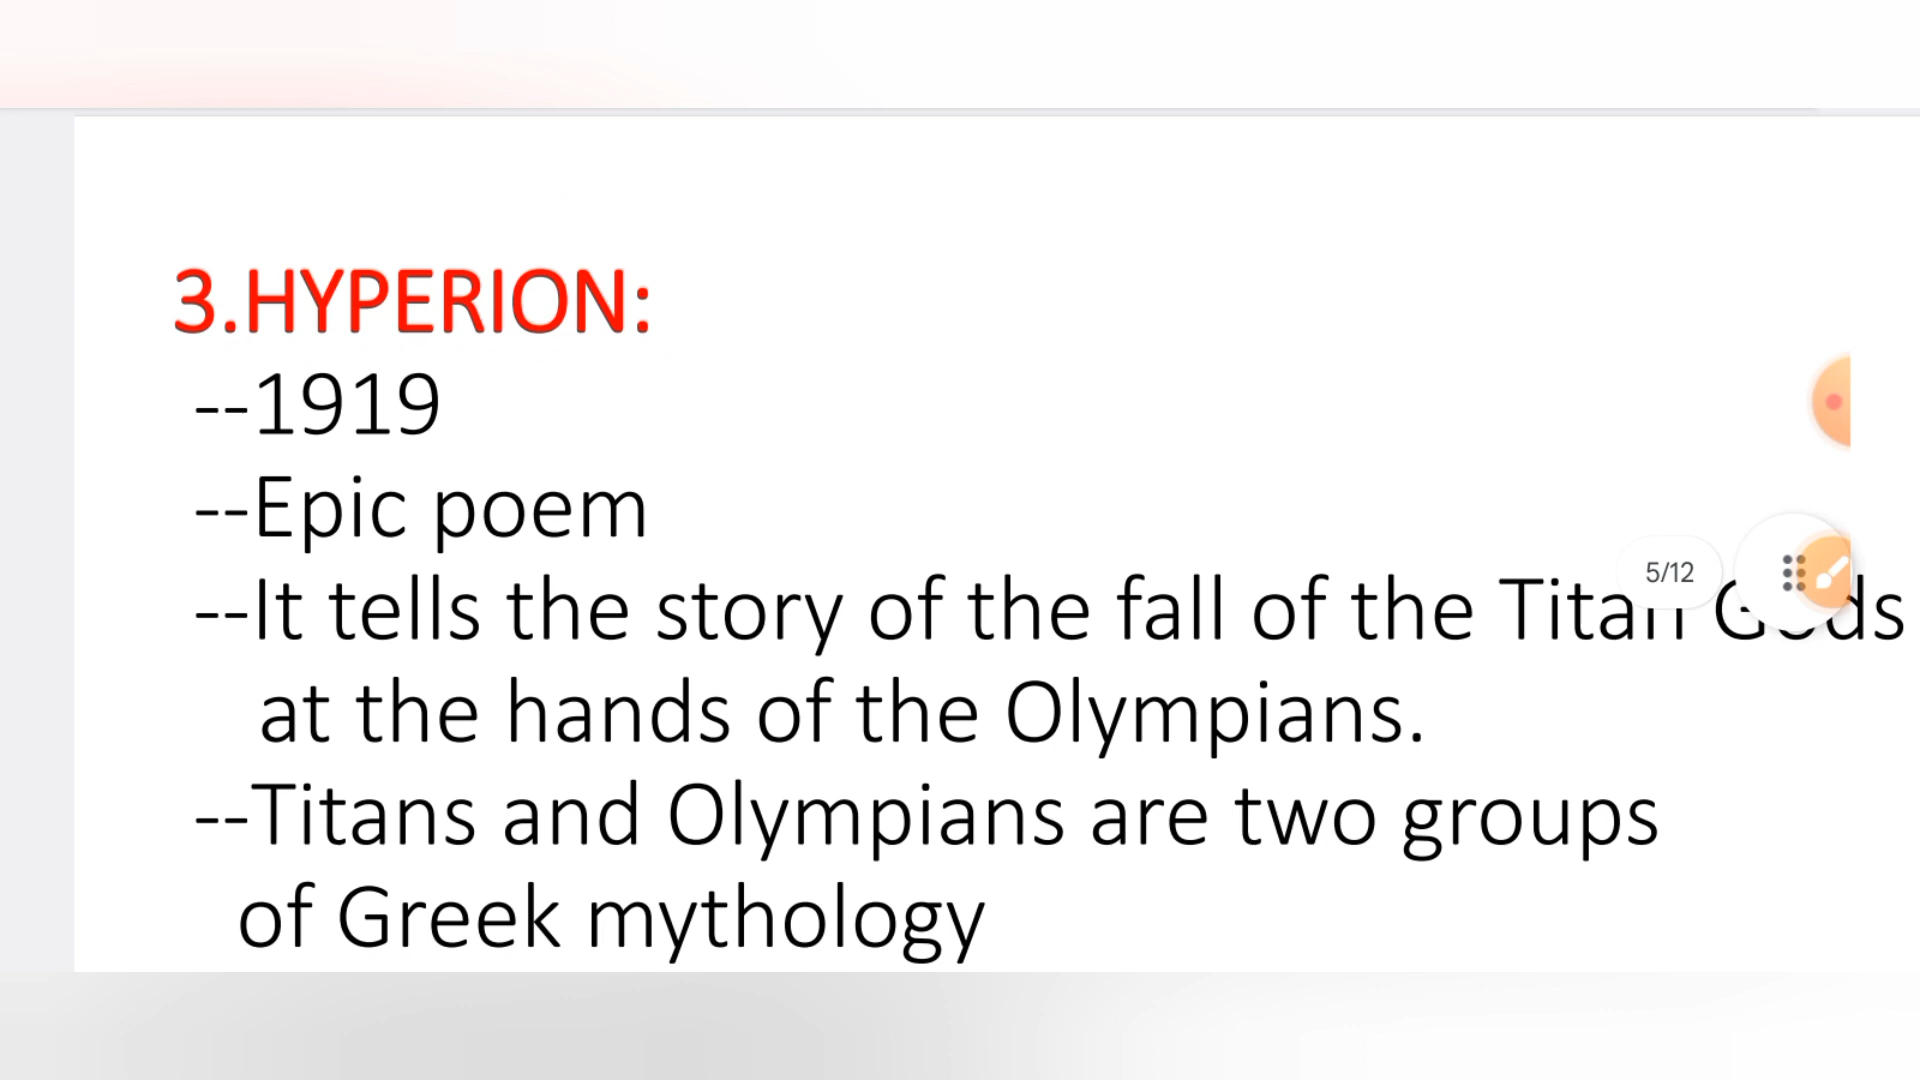 3.HYPERION:
--1919
--Epic poem
--It tells the story of the fall of the Titan Gods
5/12
at the hands of the Olympians.
--Titans and Olympians are two groups
of Greek mythology